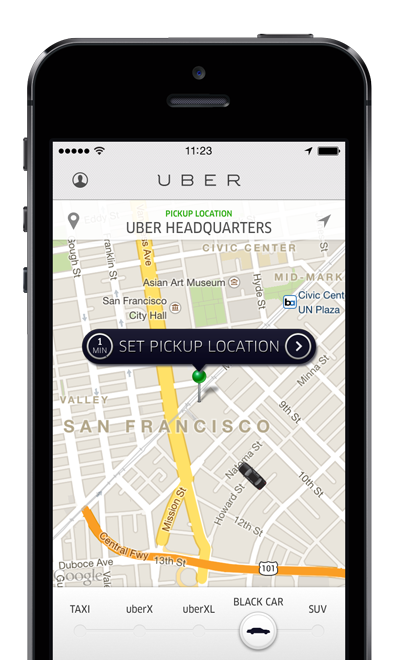 11:23
UBER
PICKUP LOCATION
UBER HEADQUARTERS
Franklin St
Gough St
ss Ave
CIVIC CENTER
Hyde St
MID-MARK
Asian Art Museum
San Francisco
City Hall
Civic Cent
UN Plaza
1
MIN
SET PICKUP LOCATION
Minna St
VALLEY
9th St
SAN FRANCISCO
Natoma St
10th St
Howard St
Mission St
12th St
Central Fwy
13th St
101
Duboce Ave
Google
TAXI
uberX
uberXL
BLACK CAR
SUV